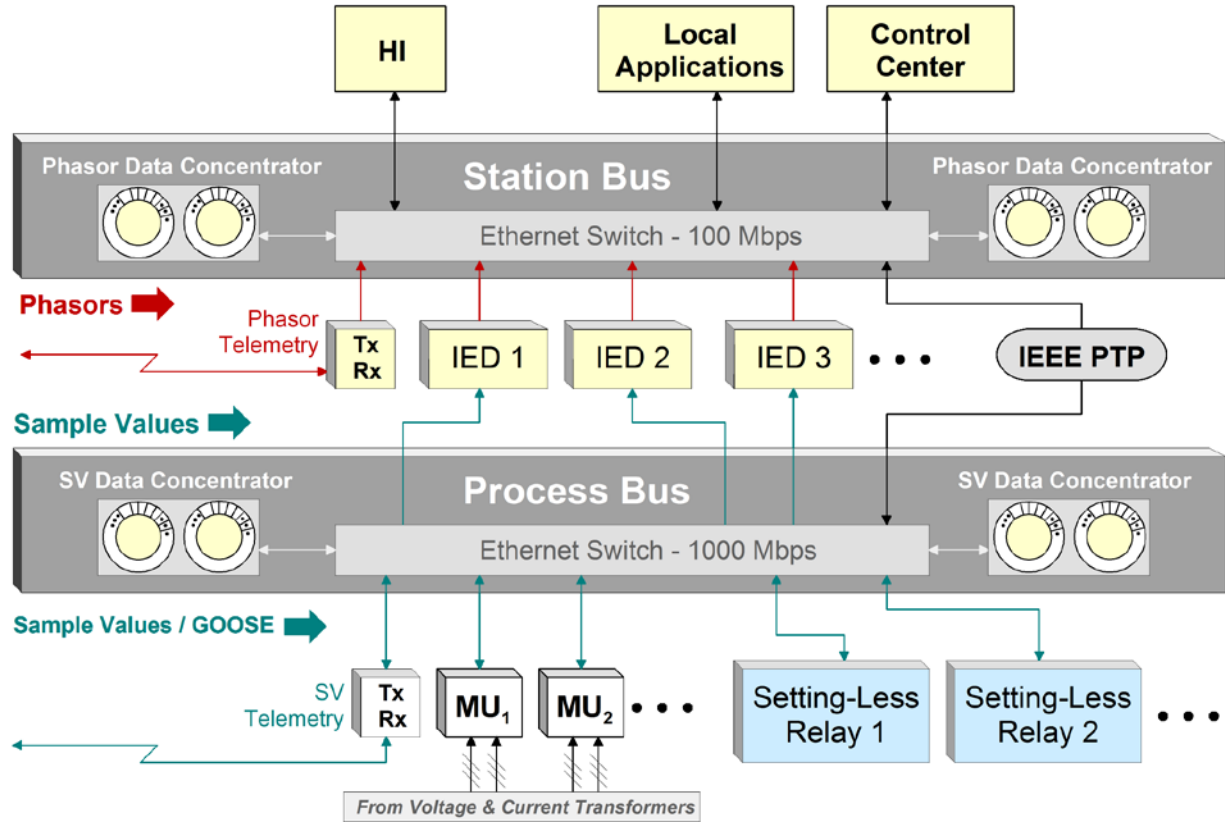 HI
Local
Applications
Control
Center
Phasor Data Concentrator
Station Bus
Phasor Data Concentrator
Ethernet Switch - 100 Mbps
Phasors
Phasor
Telemetry
Tx
Rx
IED 1
IED 2
IED 3
IEEE PTP
Sample Values
SV Data Concentrator
Process Bus
SV Data Concentrator
Ethernet Switch - 1000 Mbps
Sample Values / GOOSE
SV
Telemetry
Tx
Rx
MU₁
MU₂
Setting-Less
Relay 1
Setting-Less
Relay 2
From Voltage & Current Transformers